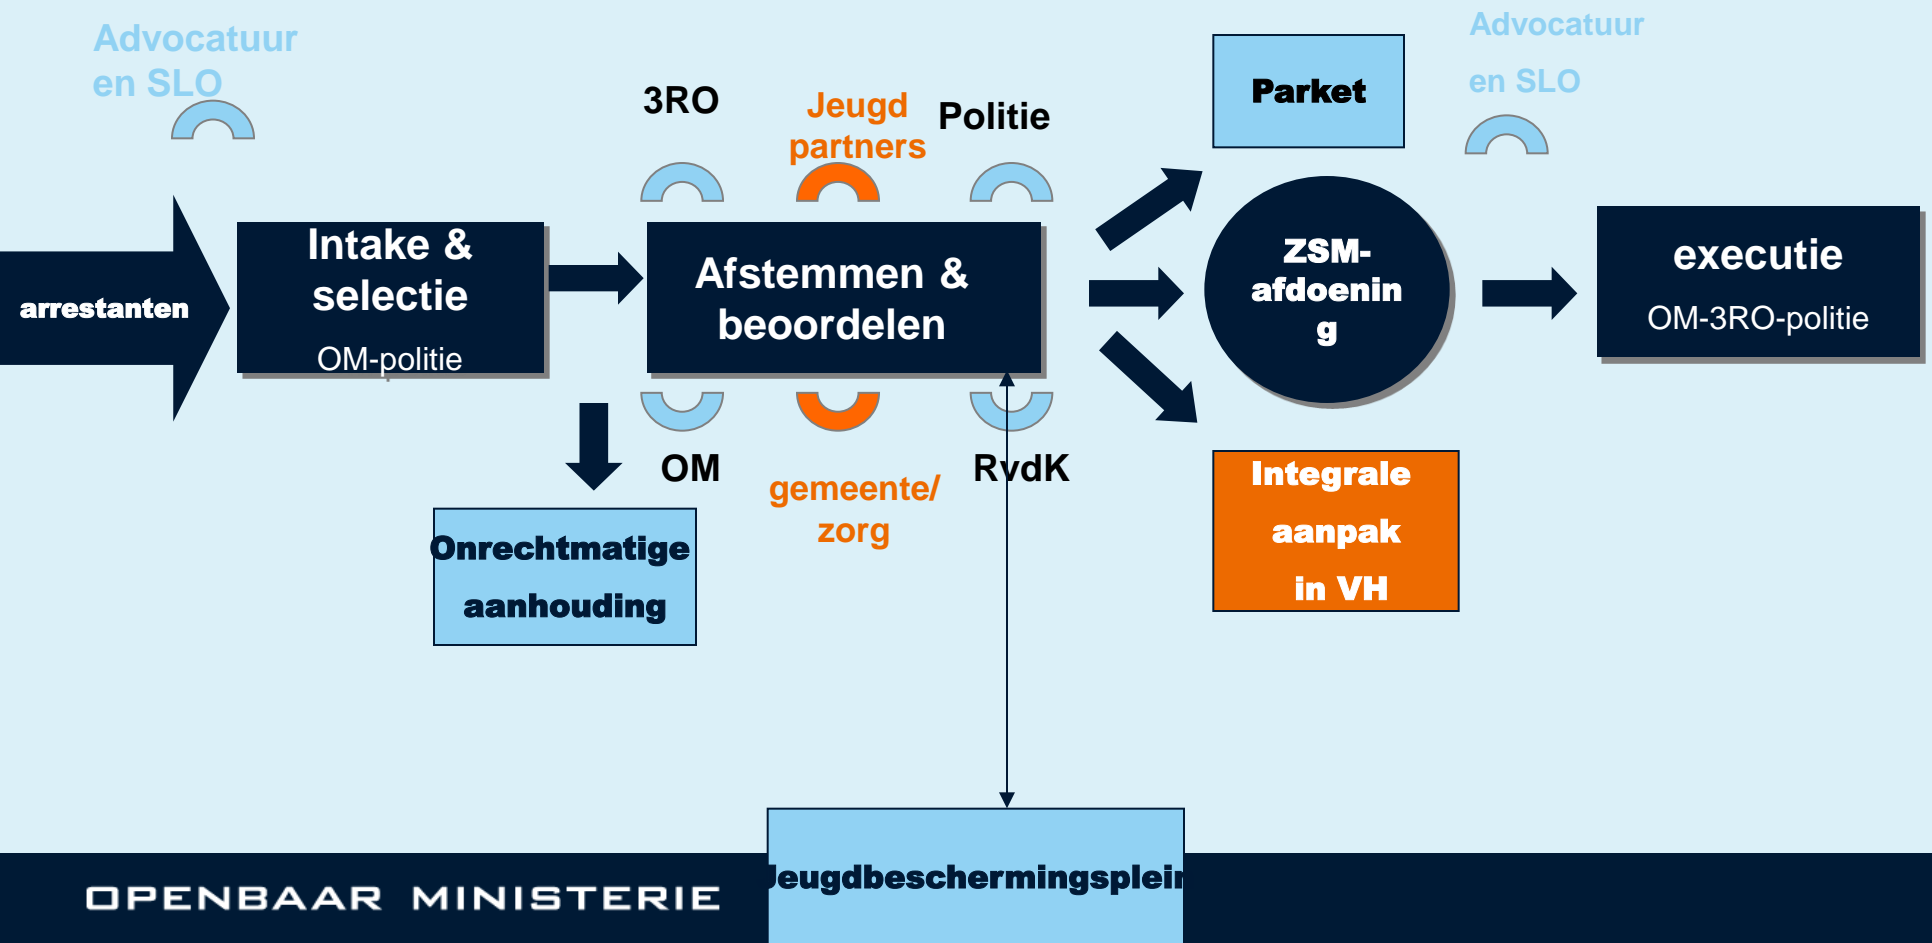 Advocatuur
en SLO
3RO
Jeugd
partners
Politie
Parket
Advocatuur
en SLO
arrestanten
Intake &
selectie
OM-politie
Afstemmen &
beoordelen
ZSM-
afdoenin
g
executie
OM-3RO-politie
OM
gemeente/
zorg
RvdK
Onrechtmatige
aanhouding
Integrale
aanpak
in VH
Jeugdbeschermingsplein
OPENBAAR MINISTERIE